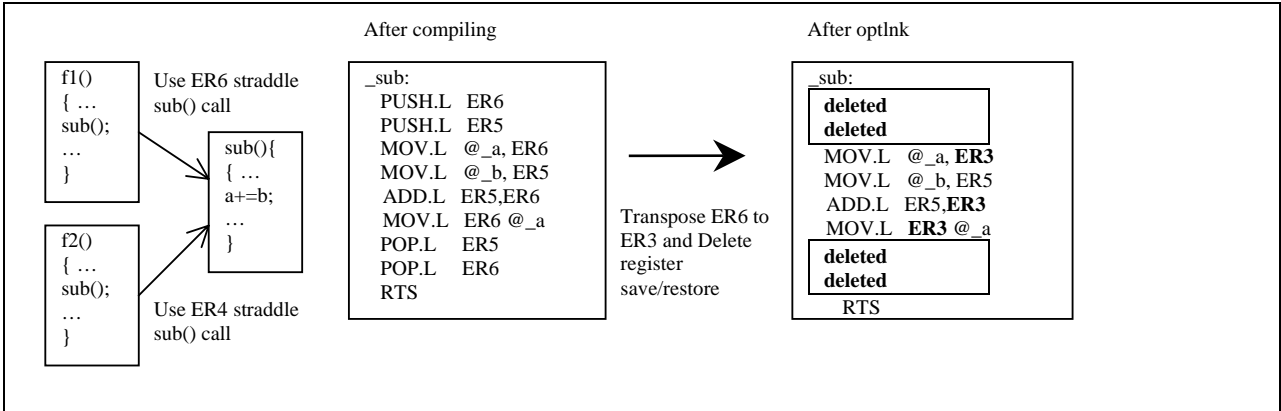 After compiling
After optlnk
f1()
{ …
sub();
…
}
Use ER6 straddle
sub() call
f2()
{ …
sub();
…
}
Use ER4 straddle
sub() call
sub(){
{ …
a+=b;
…
}
_sub:
PUSH.L ER6
PUSH.L ER5
MOV.L @_a, ER6
MOV.L @_b, ER5
ADD.L ER5,ER6
MOV.L ER6 @_a
POP.L ER5
POP.L ER6
RTS
Transpose ER6 to
ER3 and Delete
register
save/restore
_sub:
deleted
deleted
MOV.L @_a, ER3
MOV.L @_b, ER5
ADD.L ER5,ER3
MOV.L ER3 @_a
deleted
deleted
RTS